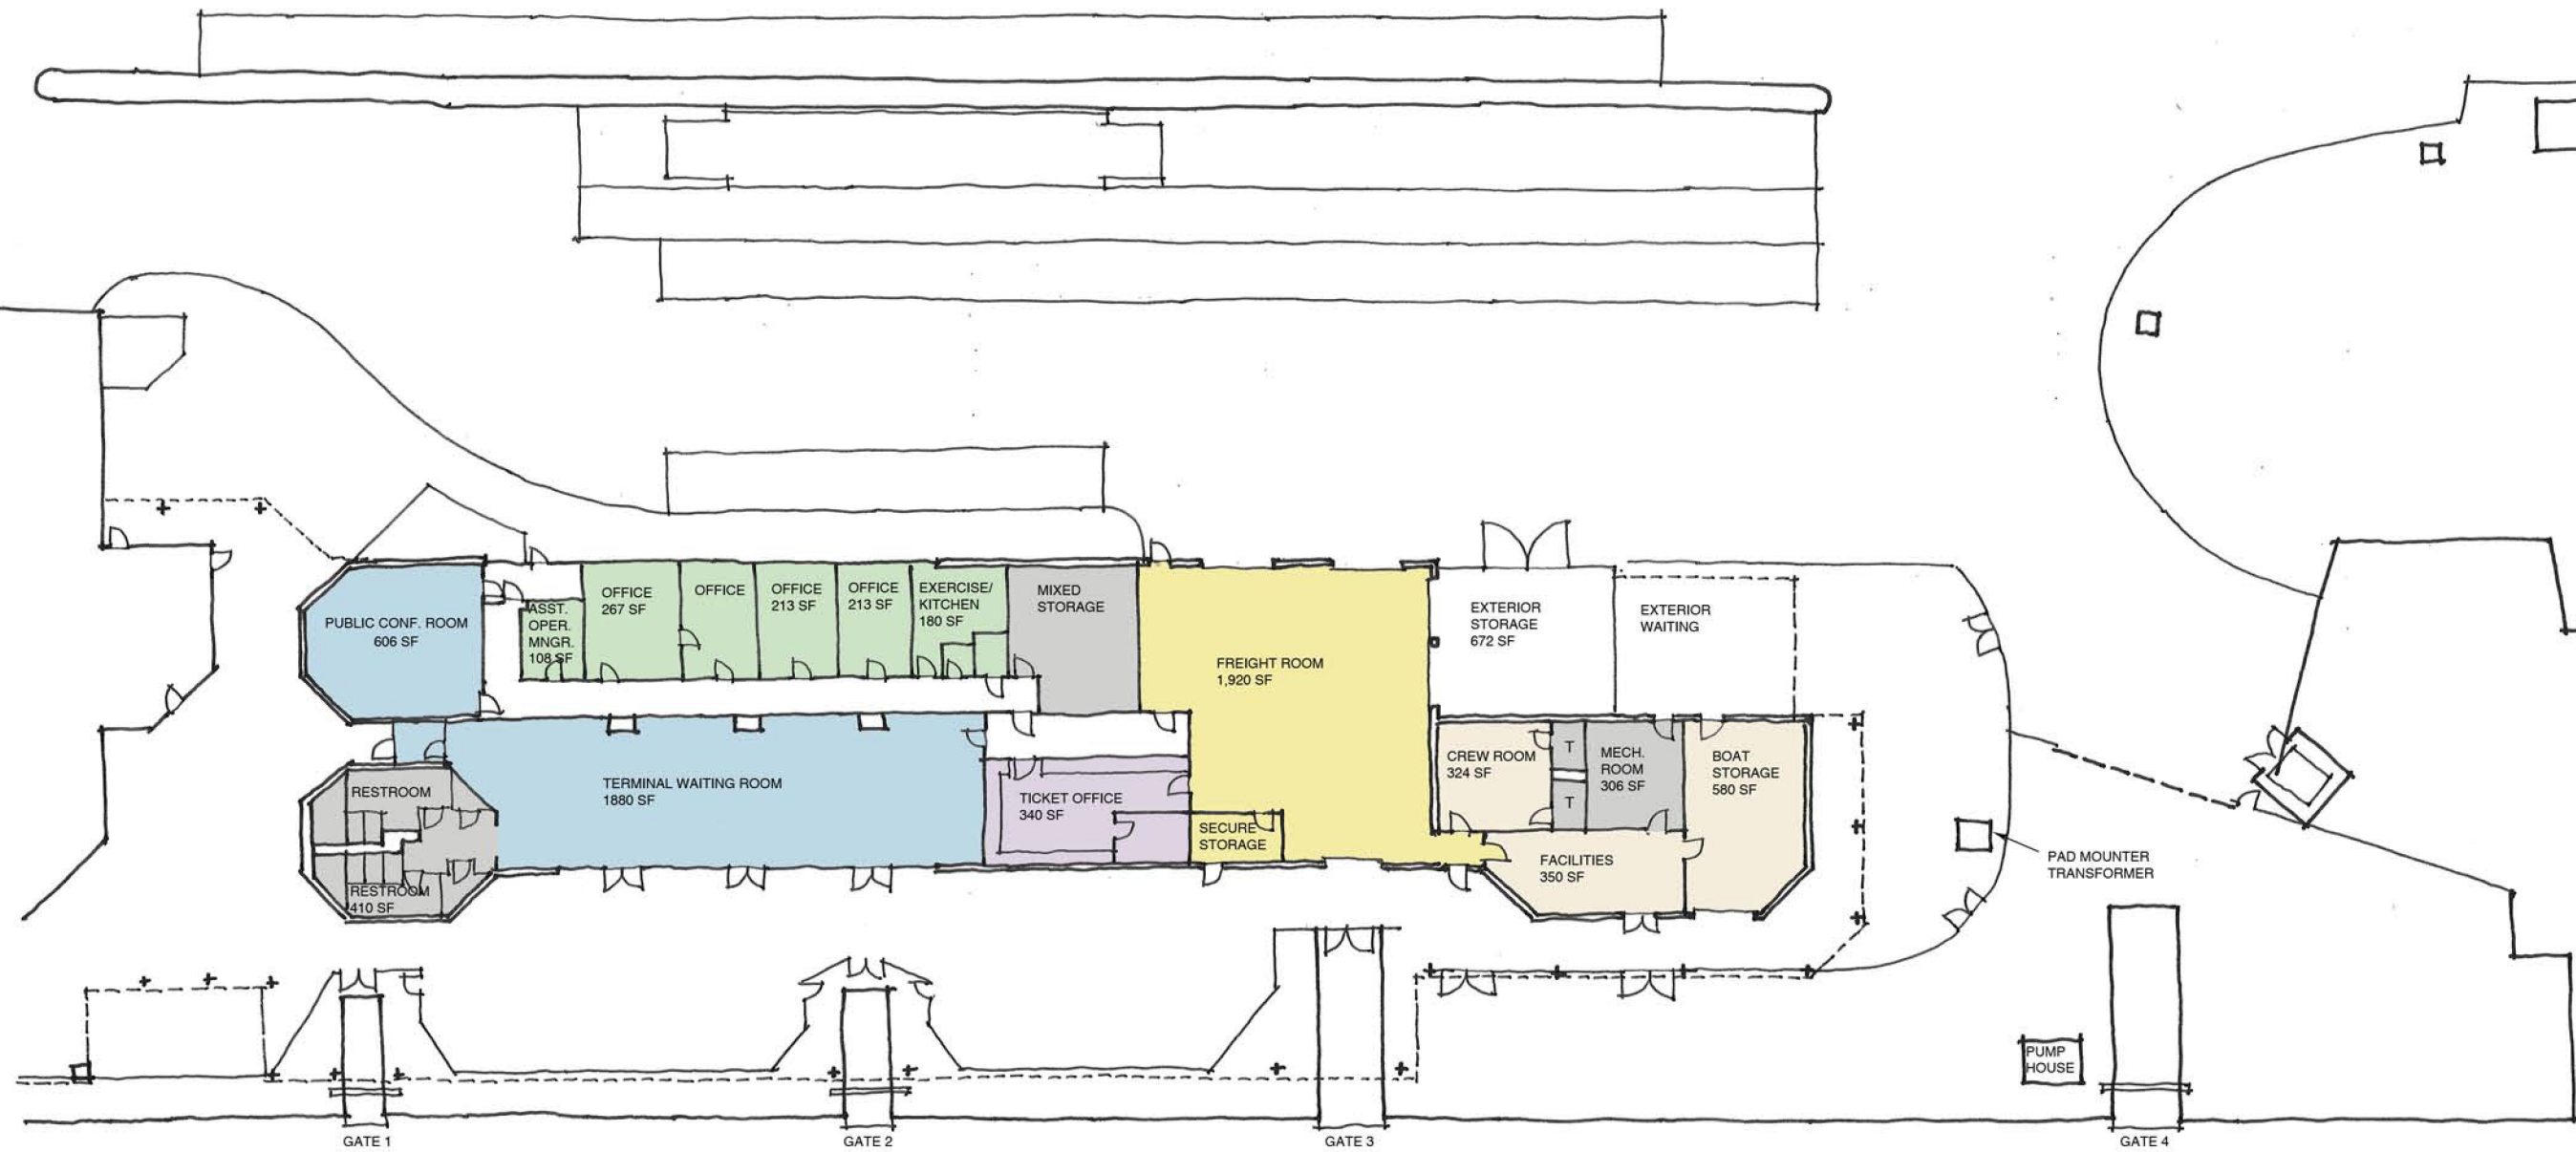 PUBLIC CONF. ROOM
606 SF
ASST.
OPER.
MNGR.
108 SF
OFFICE
267 SF
OFFICE
OFFICE
213 SF
OFFICE
213 SF
EXERCISE/
KITCHEN
180 SF
MIXED
STORAGE
FREIGHT ROOM
1,920 SF
EXTERIOR
STORAGE
672 SF
EXTERIOR
WAITING
RESTROOM
RESTROOM
410 SF
TERMINAL WAITING ROOM
1880 SF
TICKET OFFICE
340 SF
SECURE
STORAGE
CREW ROOM
324 SF
T
T
MECH.
ROOM
306 SF
BOAT
STORAGE
580 SF
FACILITIES
350 SF
PAD MOUNTER
TRANSFORMER
PUMP
HOUSE
GATE 1
GATE 2
GATE 3
GATE 4